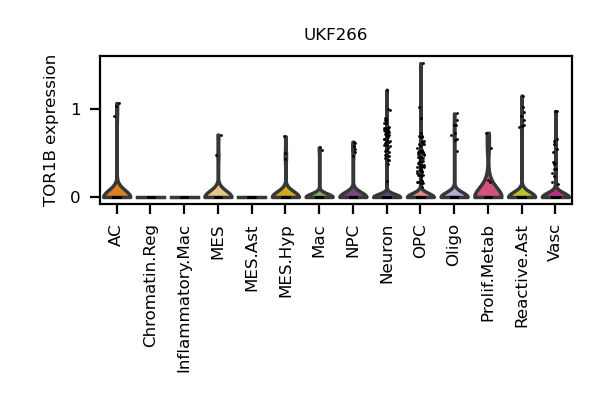 UKF266
TOR1B expression
1
0
AC
Chromatin.Reg
Inflammatory.Mac
MES
MES.Ast
MES.Hyp
Mac
NPC
Neuron
OPC
Oligo
Prolif.Metab
Reactive.Ast
Vasc